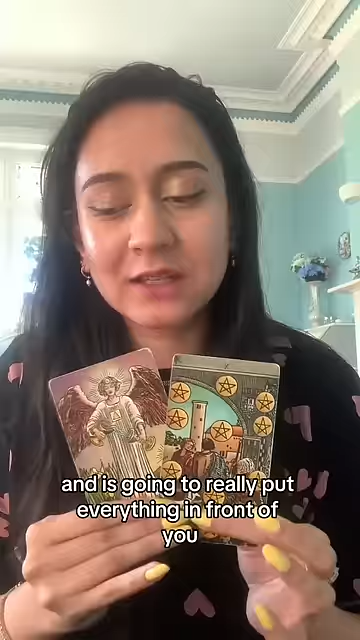 and is going to really put
everything in front of
you